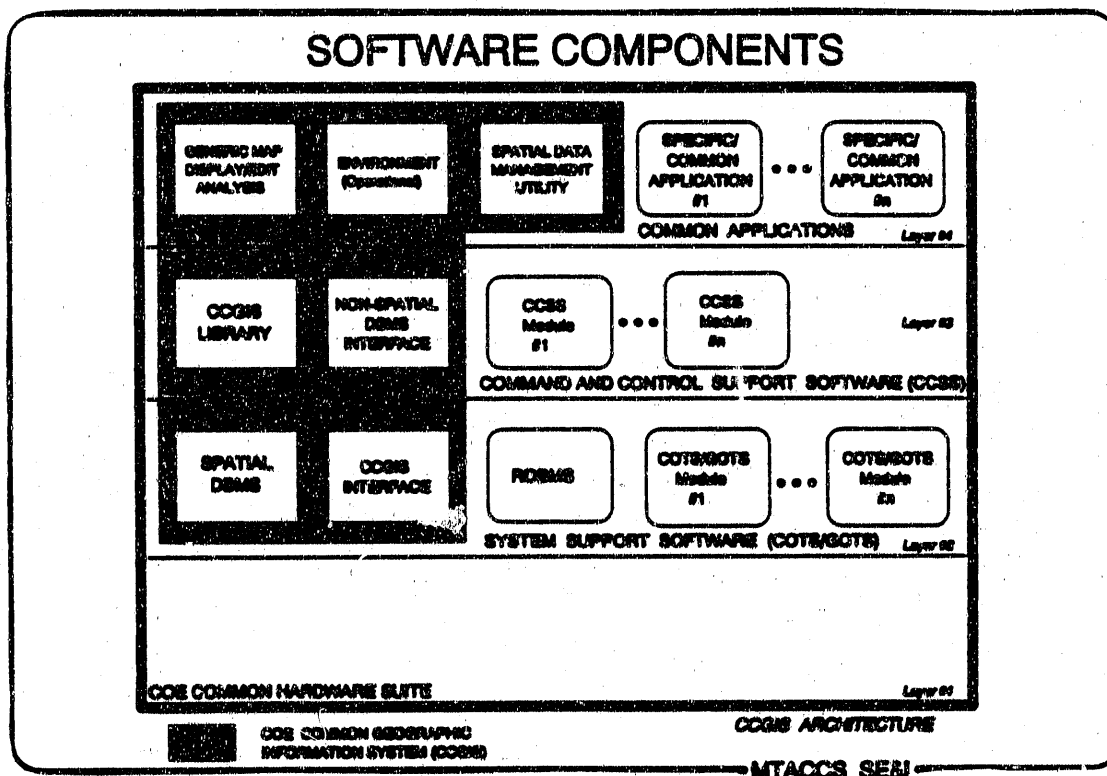 SOFTWARE COMPONENTS
GENERIC MAP
DISPLAY/EDIT
ANALYSIS
ENVIRONMENT
(Operational)
SPATIAL DATA
MANAGEMENT
UTILITY
SPECIFIC/
COMMON
APPLICATION
#1
• • •
SPECIFIC/
COMMON
APPLICATION
#n
COMMON APPLICATIONS
Layer #4
CCGIS
LIBRARY
NON-SPATIAL
DBMS
INTERFACE
CCSS
Module
#1
• • •
CCSS
Module
#n
Layer #3
COMMAND AND CONTROL SUPPORT SOFTWARE (CCSS)
SPATIAL
DBMS
CCGIS
INTERFACE
RDBMS
COTS/GOTS
Module
#1
• • •
COTS/GOTS
Module
#n
SYSTEM SUPPORT SOFTWARE (COTS/GOTS)
Layer #2
COE COMMON HARDWARE SUITE
Layer #1
COE COMMON GEOGRAPHIC
INFORMATION SYSTEM (CCGIS)
CCGIS ARCHITECTURE
MTACCS SE&I